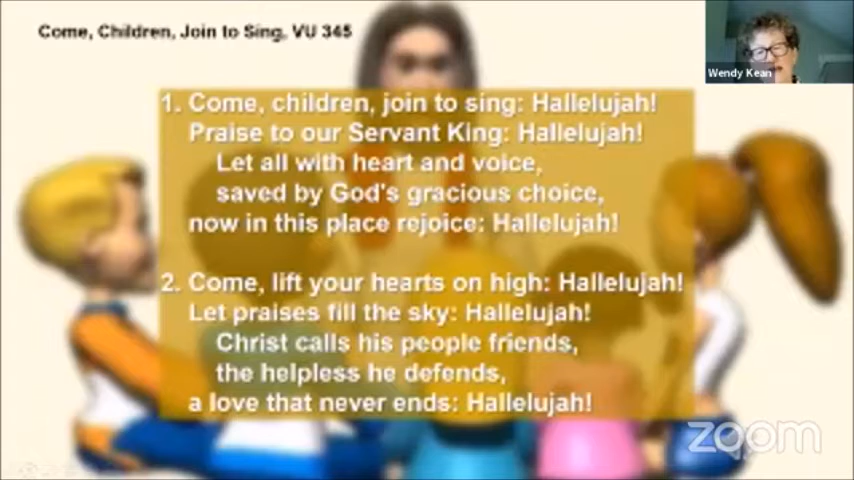 Come, Children, Join to Sing, VU 345
Wendy Kean
1. Come, children, join to sing: Hallelujah!
Praise to our Servant King: Hallelujah!
Let all with heart and voice,
saved by God's gracious choice,
now in this place rejoice: Hallelujah!
2. Come, lift your hearts on high: Hallelujah!
Let praises fill the sky: Hallelujah!
Christ calls his people friends,
the helpless he defends,
a love that never ends: Hallelujah!
zoom